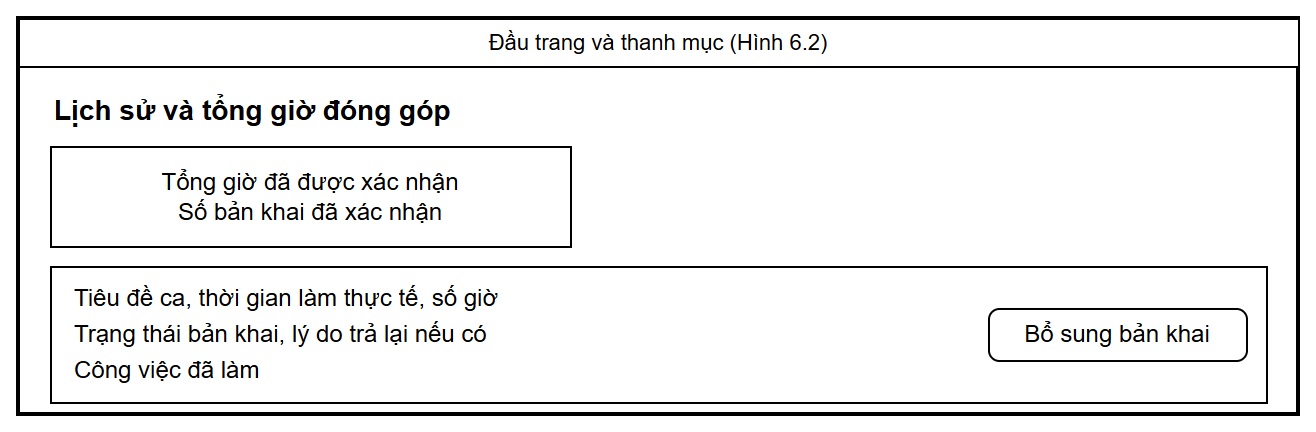 Đầu trang và thanh mục (Hình 6.2)
Lịch sử và tổng giờ đóng góp
Tổng giờ đã được xác nhận
Số bản khai đã xác nhận
Tiêu đề ca, thời gian làm thực tế, số giờ
Trạng thái bản khai, lý do trả lại nếu có
Công việc đã làm
Bổ sung bản khai